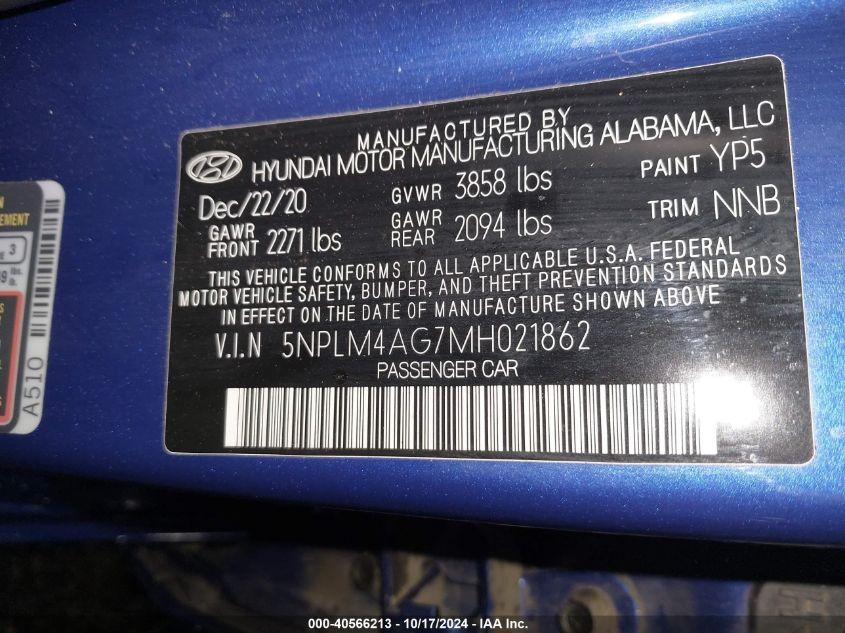 MANUFACTURED BY
HYUNDAI MOTOR MANUFACTURING ALABAMA, LLC
Dec/22/20 GVWR 3858 lbs PAINT YP5
GAWR FRONT 2271 lbs GAWR REAR 2094 lbs TRIM NNB
THIS VEHICLE CONFORMS TO ALL APPLICABLE U.S.A. FEDERAL
MOTOR VEHICLE SAFETY, BUMPER, AND THEFT PREVENTION STANDARDS
IN EFFECT ON THE DATE OF MANUFACTURE SHOWN ABOVE
V.I.N 5NPLM4AG7MH021862
PASSENGER CAR
3
lbs.
A510
000-40566213 - 10/17/2024 - IAA Inc.